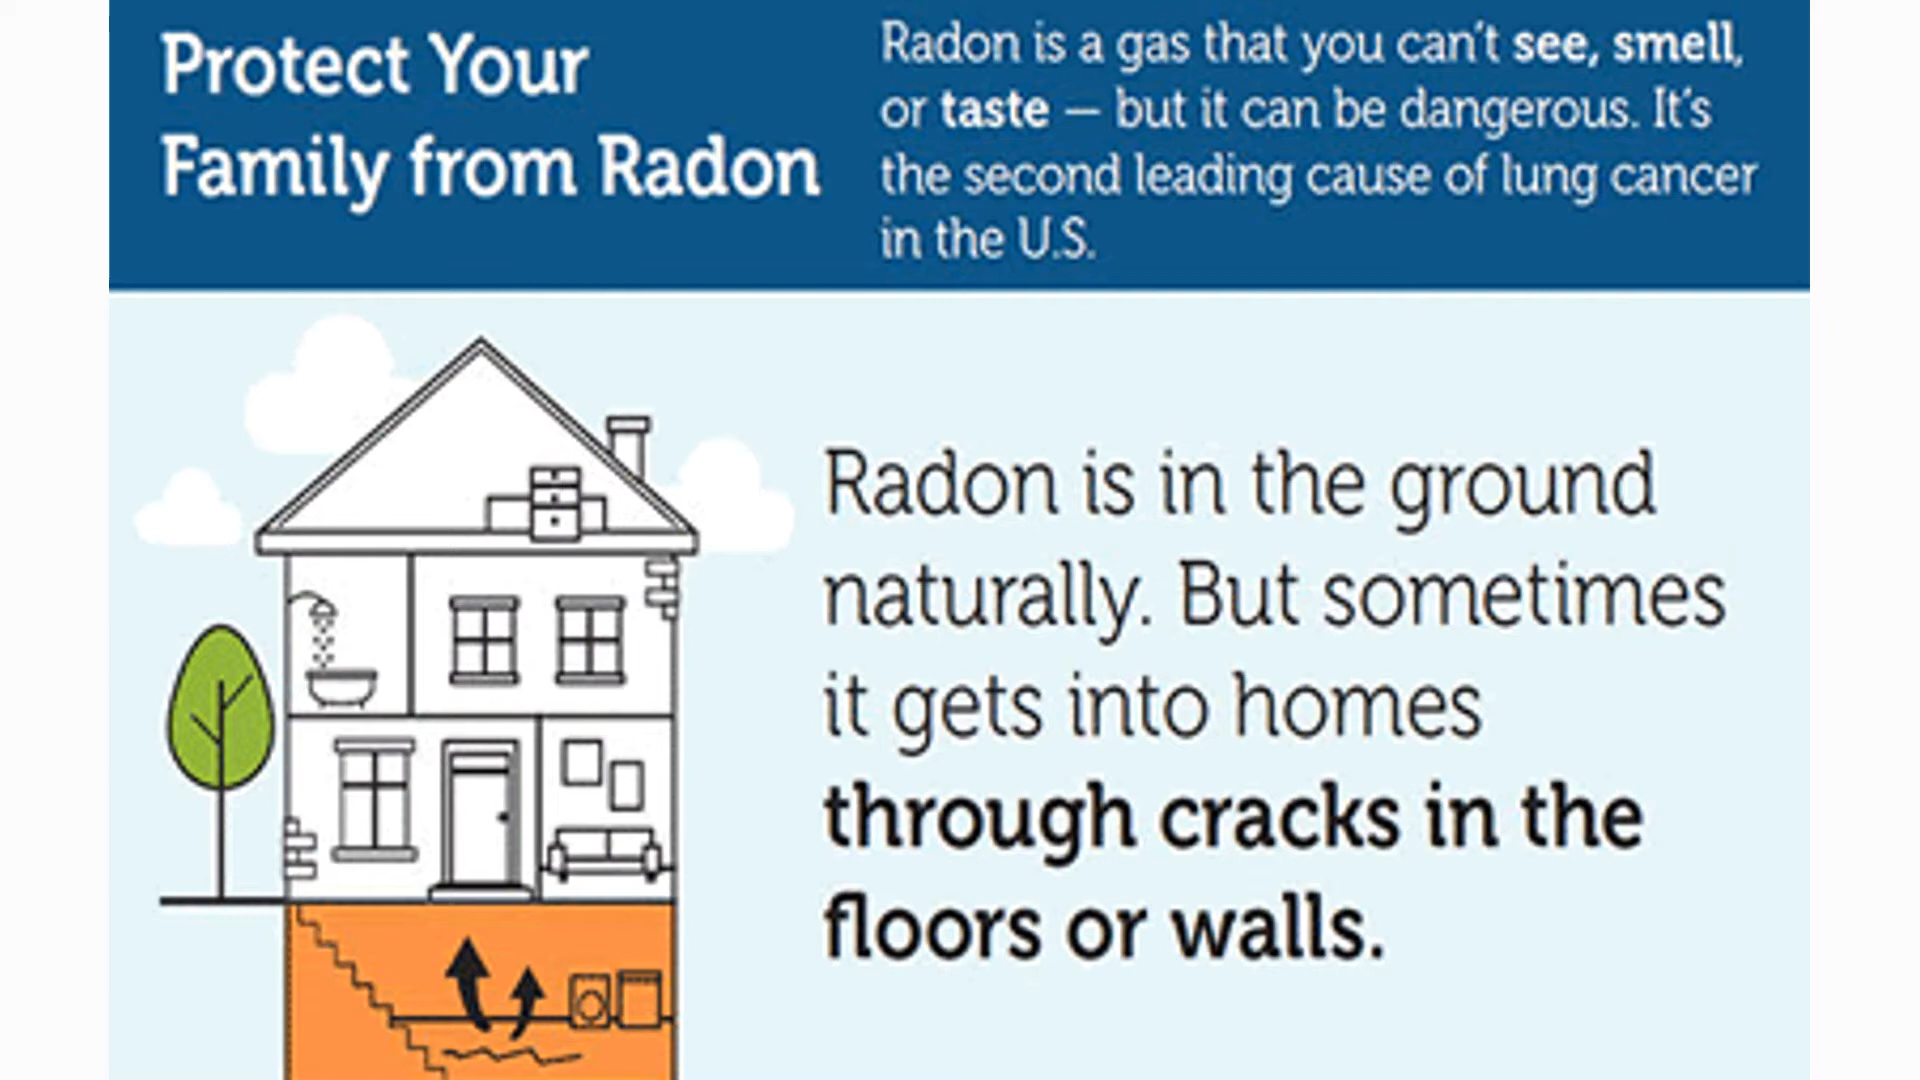 Protect Your
Family from Radon
Radon is a gas that you can't see, smell,
or taste – but it can be dangerous. It's
the second leading cause of lung cancer
in the U.S.
Radon is in the ground
naturally. But sometimes
it gets into homes
through cracks in the
floors or walls.